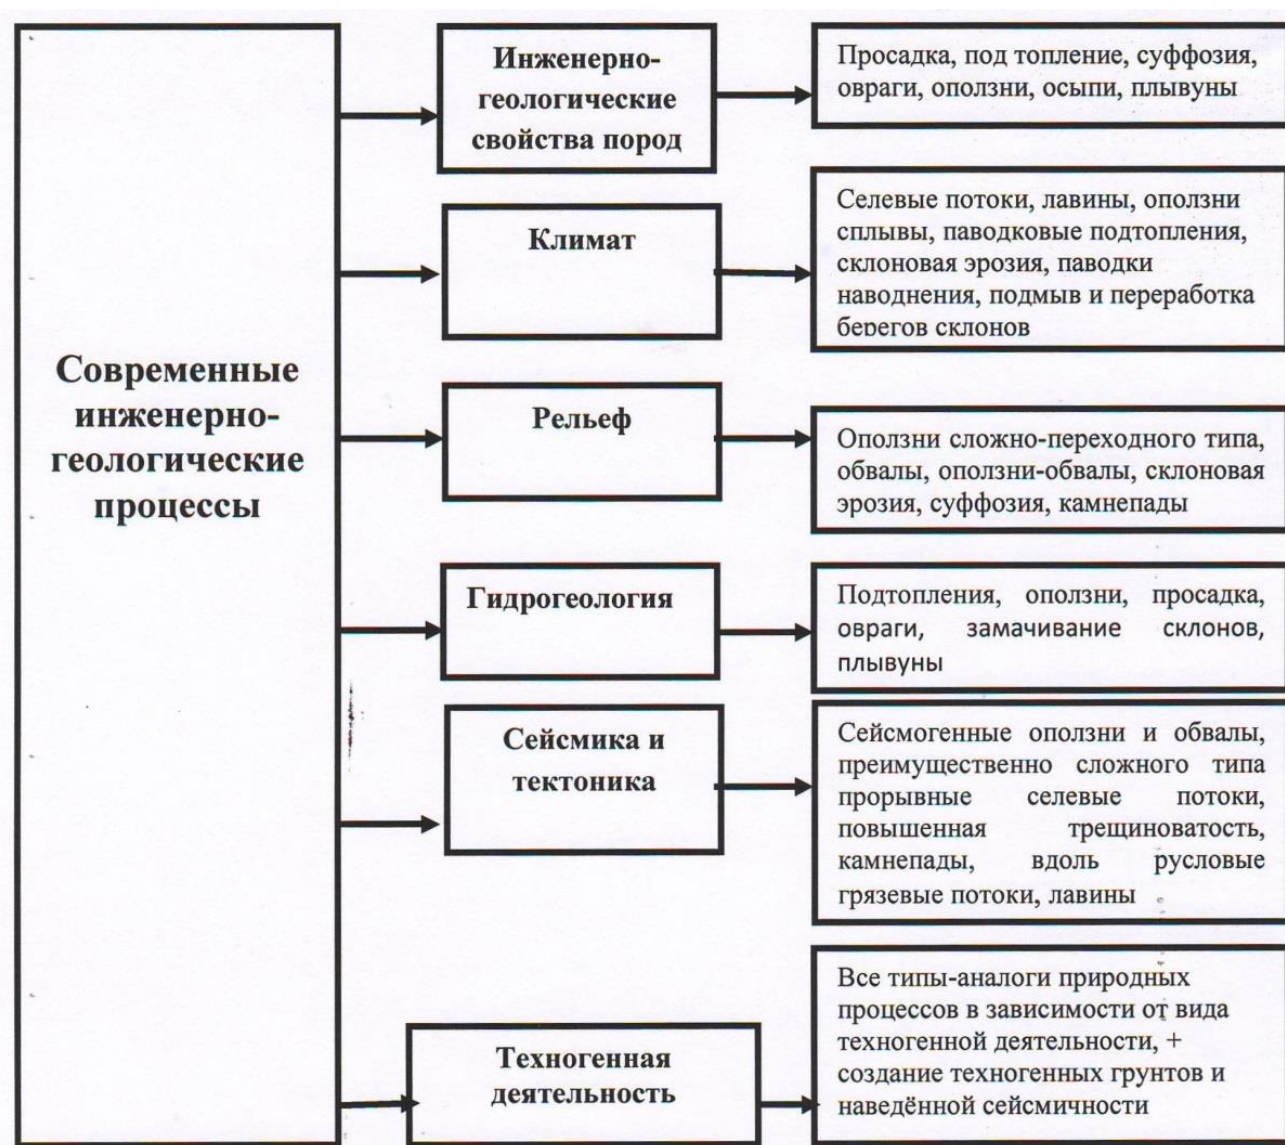 Современные
инженерно-
геологические
процессы
Инженерно-
геологические
свойства пород
Просадка, под топление, суффозия,
овраги, оползни, осыпи, плывуны
Климат
Селевые потоки, лавины, оползни
сплывы, паводковые подтопления,
склоновая эрозия, паводки
наводнения, подмыв и переработка
берегов склонов
Рельеф
Оползни сложно-переходного типа,
обвалы, оползни-обвалы, склоновая
эрозия, суффозия, камнепады
Гидрогеология
Подтопления, оползни, просадка,
овраги, замачивание склонов,
плывуны
Сейсмика и
тектоника
Сейсмогенные оползни и обвалы,
преимущественно сложного типа
прорывные селевые потоки,
повышенная трещиноватость,
камнепады, вдоль русловые
грязевые потоки, лавины
Техногенная
деятельность
Все типы-аналоги природных
процессов в зависимости от вида
техногенной деятельности, +
создание техногенных грунтов и
наведённой сейсмичности